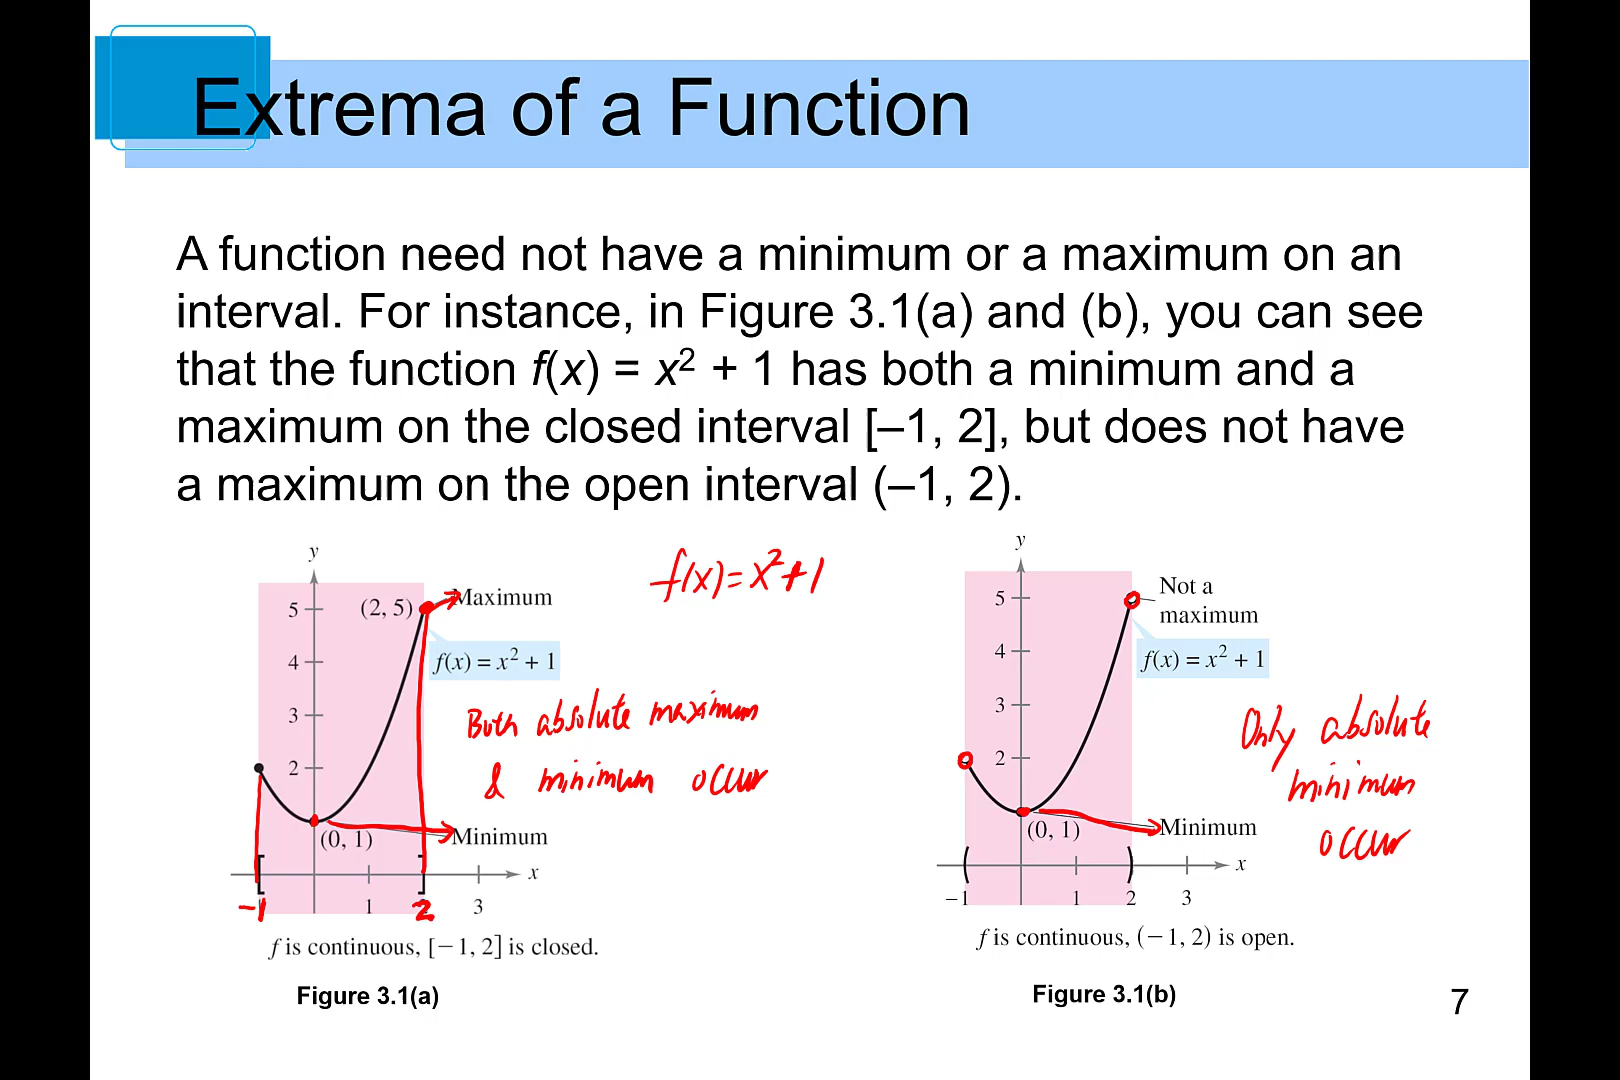 Extrema of a Function
A function need not have a minimum or a maximum on an
interval. For instance, in Figure 3.1(a) and (b), you can see
that the function f(x) = x² + 1 has both a minimum and a
maximum on the closed interval [–1, 2], but does not have
a maximum on the open interval (–1, 2).
f(x) = x² + 1
y
5
4
3
2
(2, 5)
Maximum
f(x) = x² + 1
Both absolute maximum
& minimum occur
(0, 1)
Minimum
x
-1
1
2
3
f is continuous, [−1, 2] is closed.
Figure 3.1(a)
y
5
4
3
2
Not a
maximum
f(x) = x² + 1
Only absolute
minimum
occur
(0, 1)
Minimum
x
−1
1
2
3
f is continuous, (−1, 2) is open.
Figure 3.1(b)
7